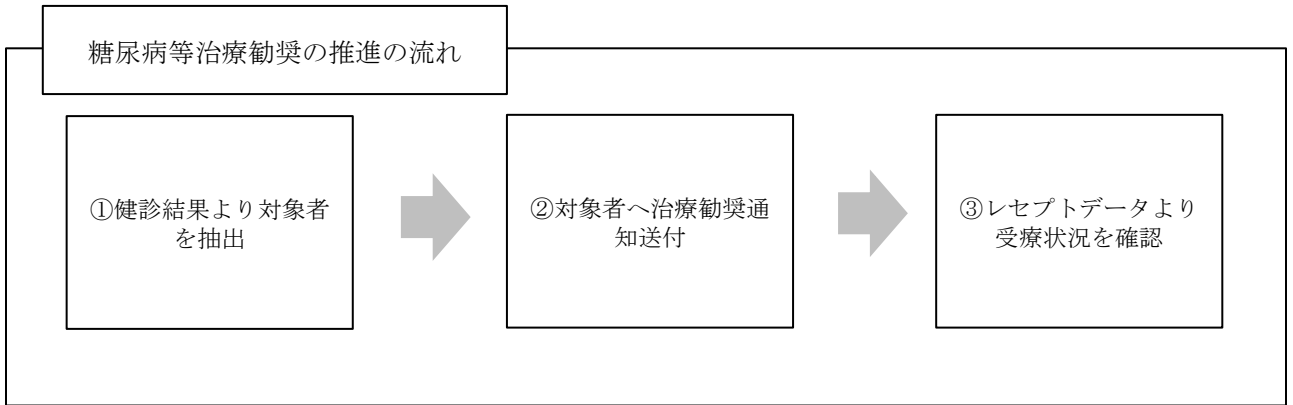 糖尿病等治療勧奨の推進の流れ
①健診結果より対象者
を抽出
②対象者へ治療勧奨通
知送付
③レセプトデータより
受療状況を確認